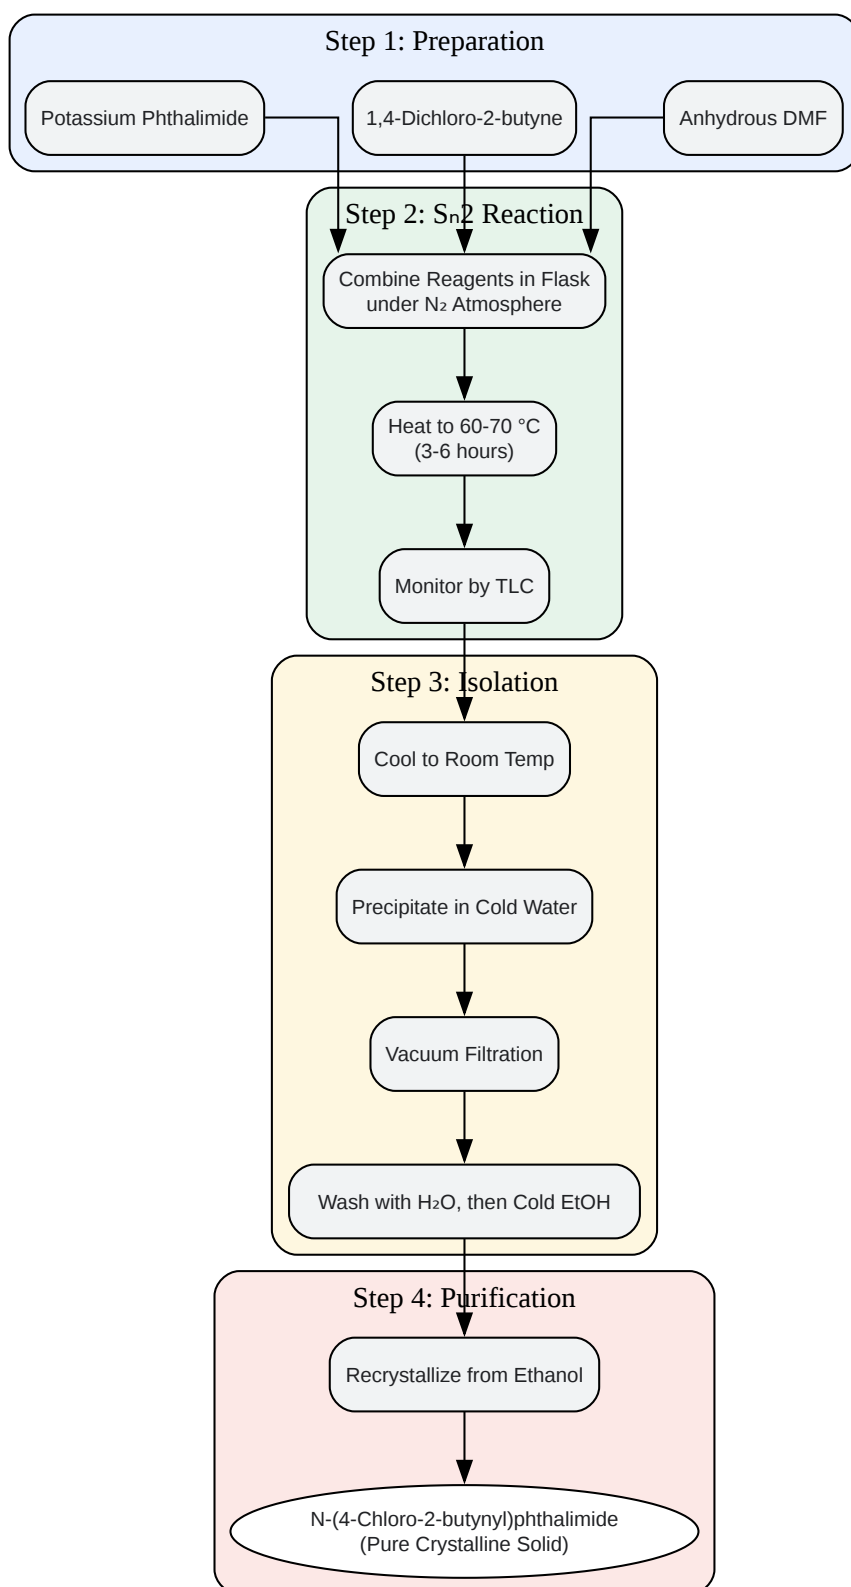 Step 1: Preparation
Potassium Phthalimide
1,4-Dichloro-2-butyne
Anhydrous DMF
Step 2: Sₙ2 Reaction
Combine Reagents in Flask
under N₂ Atmosphere
Heat to 60-70 °C
(3-6 hours)
Monitor by TLC
Step 3: Isolation
Cool to Room Temp
Precipitate in Cold Water
Vacuum Filtration
Wash with H₂O, then Cold EtOH
Step 4: Purification
Recrystallize from Ethanol
N-(4-Chloro-2-butynyl)phthalimide
(Pure Crystalline Solid)